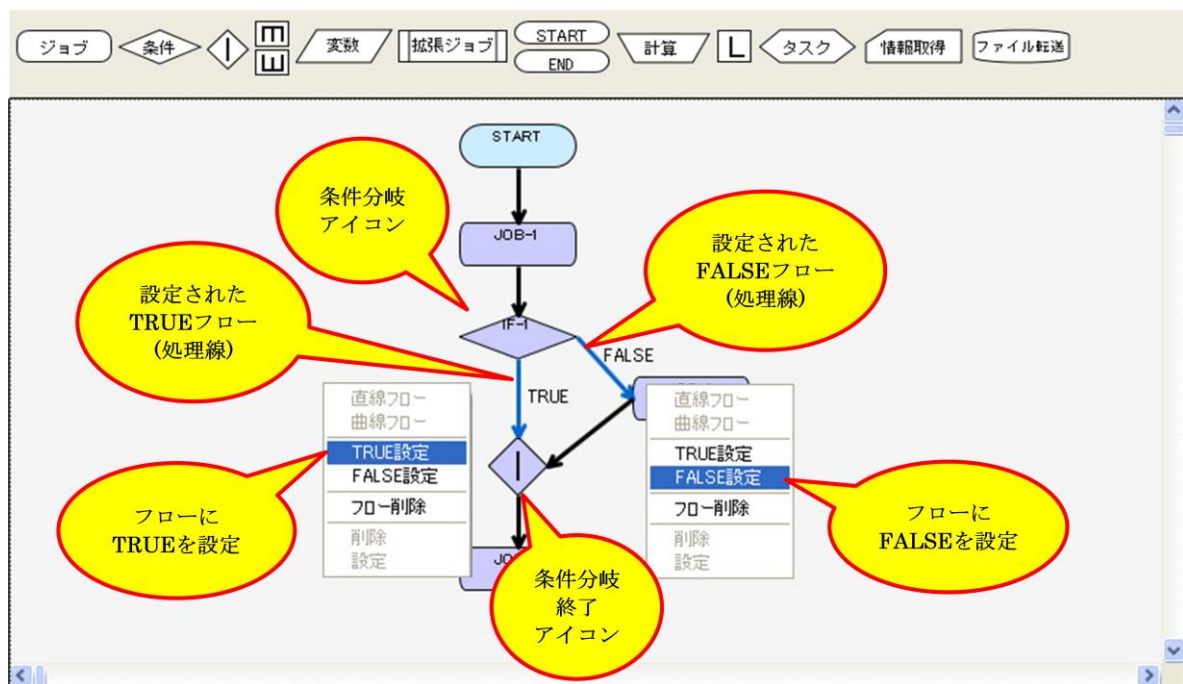 ジョブ
条件
変数
拡張ジョブ
START
END
計算
L
タスク
情報取得
ファイル転送
START
条件分岐
アイコン
JOB-1
設定された
FALSEフロー
(処理線)
設定された
TRUEフロー
(処理線)
IF-1
FALSE
TRUE
直線フロー
曲線フロー
TRUE設定
FALSE設定
フロー削除
削除
設定
直線フロー
曲線フロー
TRUE設定
FALSE設定
フロー削除
削除
設定
フローに
TRUEを設定
フローに
FALSEを設定
条件分岐
終了
アイコン